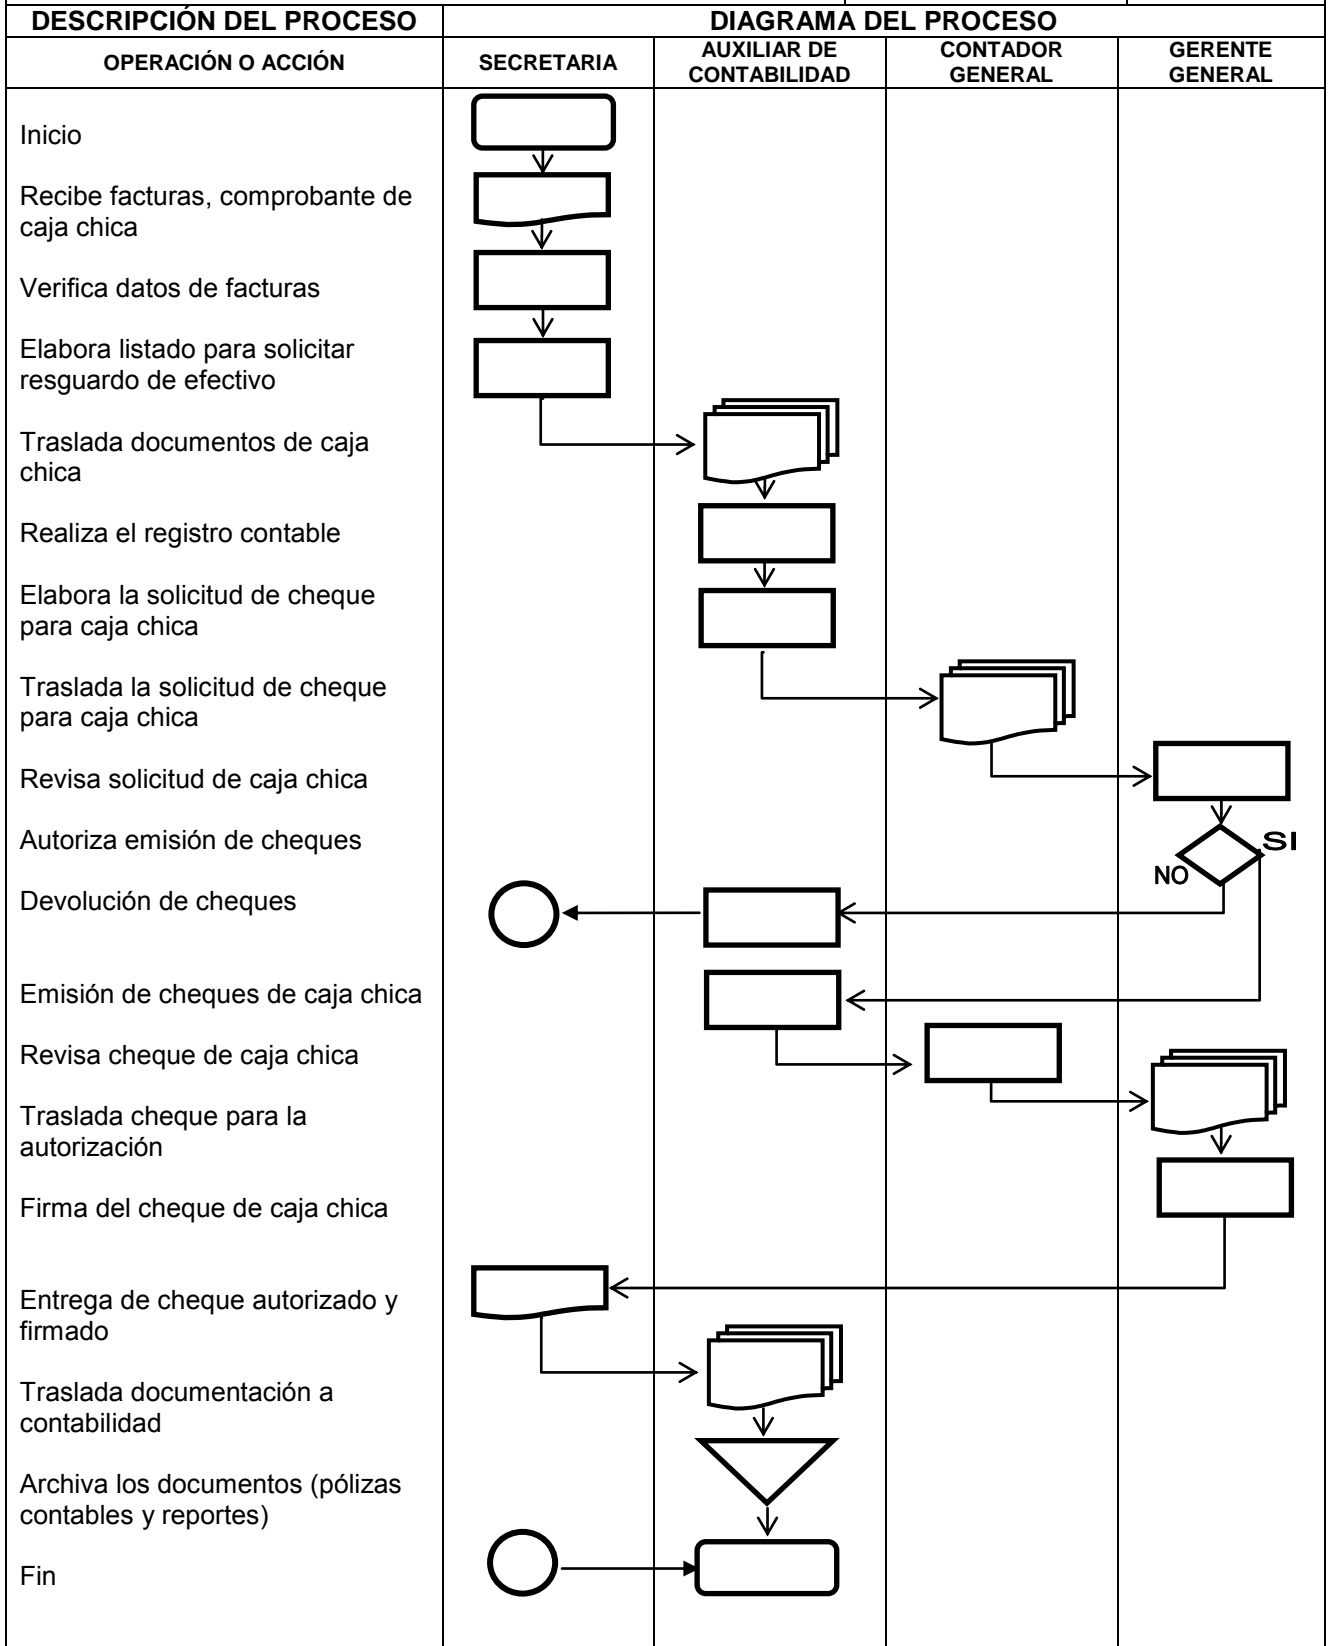 DESCRIPCIÓN DEL PROCESO
DIAGRAMA DEL PROCESO
OPERACIÓN O ACCIÓN
SECRETARIA
AUXILIAR DE
CONTABILIDAD
CONTADOR
GENERAL
GERENTE
GENERAL
Inicio
Recibe facturas, comprobante de
caja chica
Verifica datos de facturas
Elabora listado para solicitar
resguardo de efectivo
Traslada documentos de caja
chica
Realiza el registro contable
Elabora la solicitud de cheque
para caja chica
Traslada la solicitud de cheque
para caja chica
Revisa solicitud de caja chica
Autoriza emisión de cheques
SI
NO
Devolución de cheques
Emisión de cheques de caja chica
Revisa cheque de caja chica
Traslada cheque para la
autorización
Firma del cheque de caja chica
Entrega de cheque autorizado y
firmado
Traslada documentación a
contabilidad
Archiva los documentos (pólizas
contables y reportes)
Fin